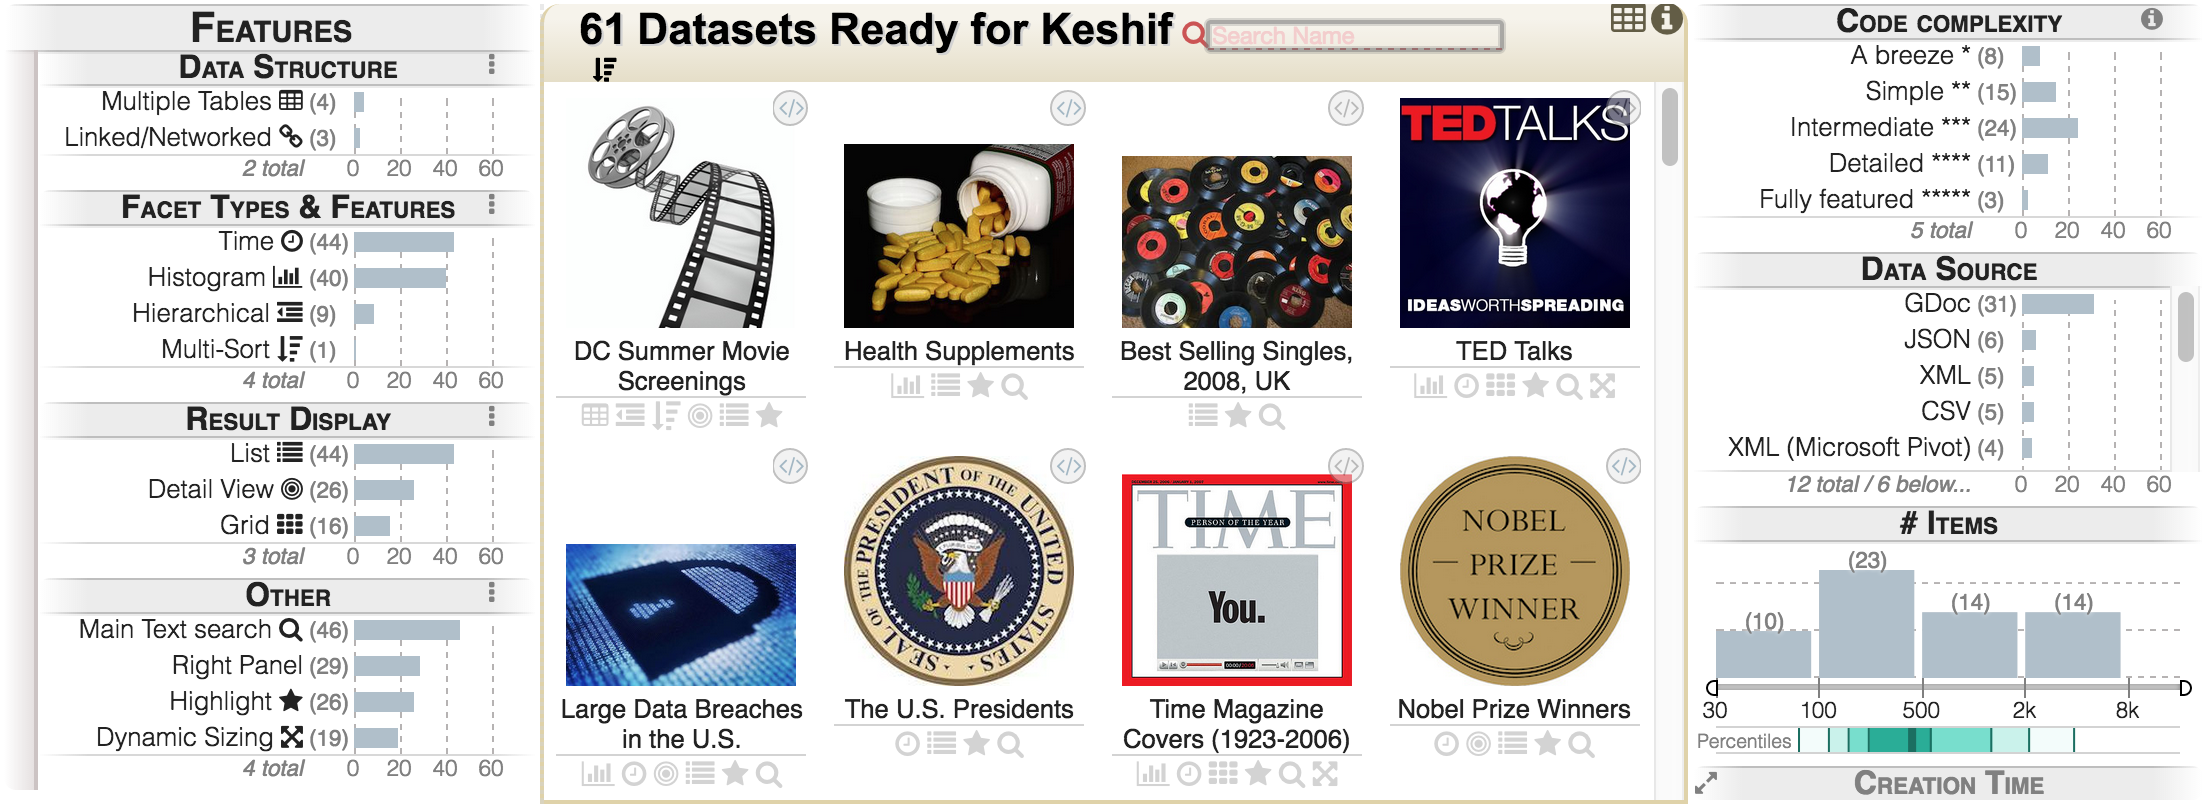 FEATURES
DATA STRUCTURE
Multiple Tables (4)
Linked/Networked (3)
2 total 0 20 40 60
FACET TYPES & FEATURES
Time (44)
Histogram (40)
Hierarchical (9)
Multi-Sort (1)
4 total 0 20 40 60
RESULT DISPLAY
List (44)
Detail View (26)
Grid (16)
3 total 0 20 40 60
OTHER
Main Text search (46)
Right Panel (29)
Highlight (26)
Dynamic Sizing (19)
4 total 0 20 40 60
61 Datasets Ready for Keshif
Search Name
TEDTALKS
IDEASWORTHSPREADING
DC Summer Movie
Screenings
Health Supplements
Best Selling Singles,
2008, UK
TED Talks
SEAL OF THE PRESIDENT OF THE UNITED STATES
TIME
PERSON OF THE YEAR
You.
NOBEL
PRIZE
WINNER
Large Data Breaches
in the U.S.
The U.S. Presidents
Time Magazine
Covers (1923-2006)
Nobel Prize Winners
CODE COMPLEXITY
A breeze * (8)
Simple ** (15)
Intermediate *** (24)
Detailed **** (11)
Fully featured ***** (3)
5 total 0 20 40 60
DATA SOURCE
GDoc (31)
JSON (6)
XML (5)
CSV (5)
XML (Microsoft Pivot) (4)
12 total / 6 below... 0 20 40 60
# ITEMS
(10) (23) (14) (14)
30 100 500 2k 8k
Percentiles
CREATION TIME